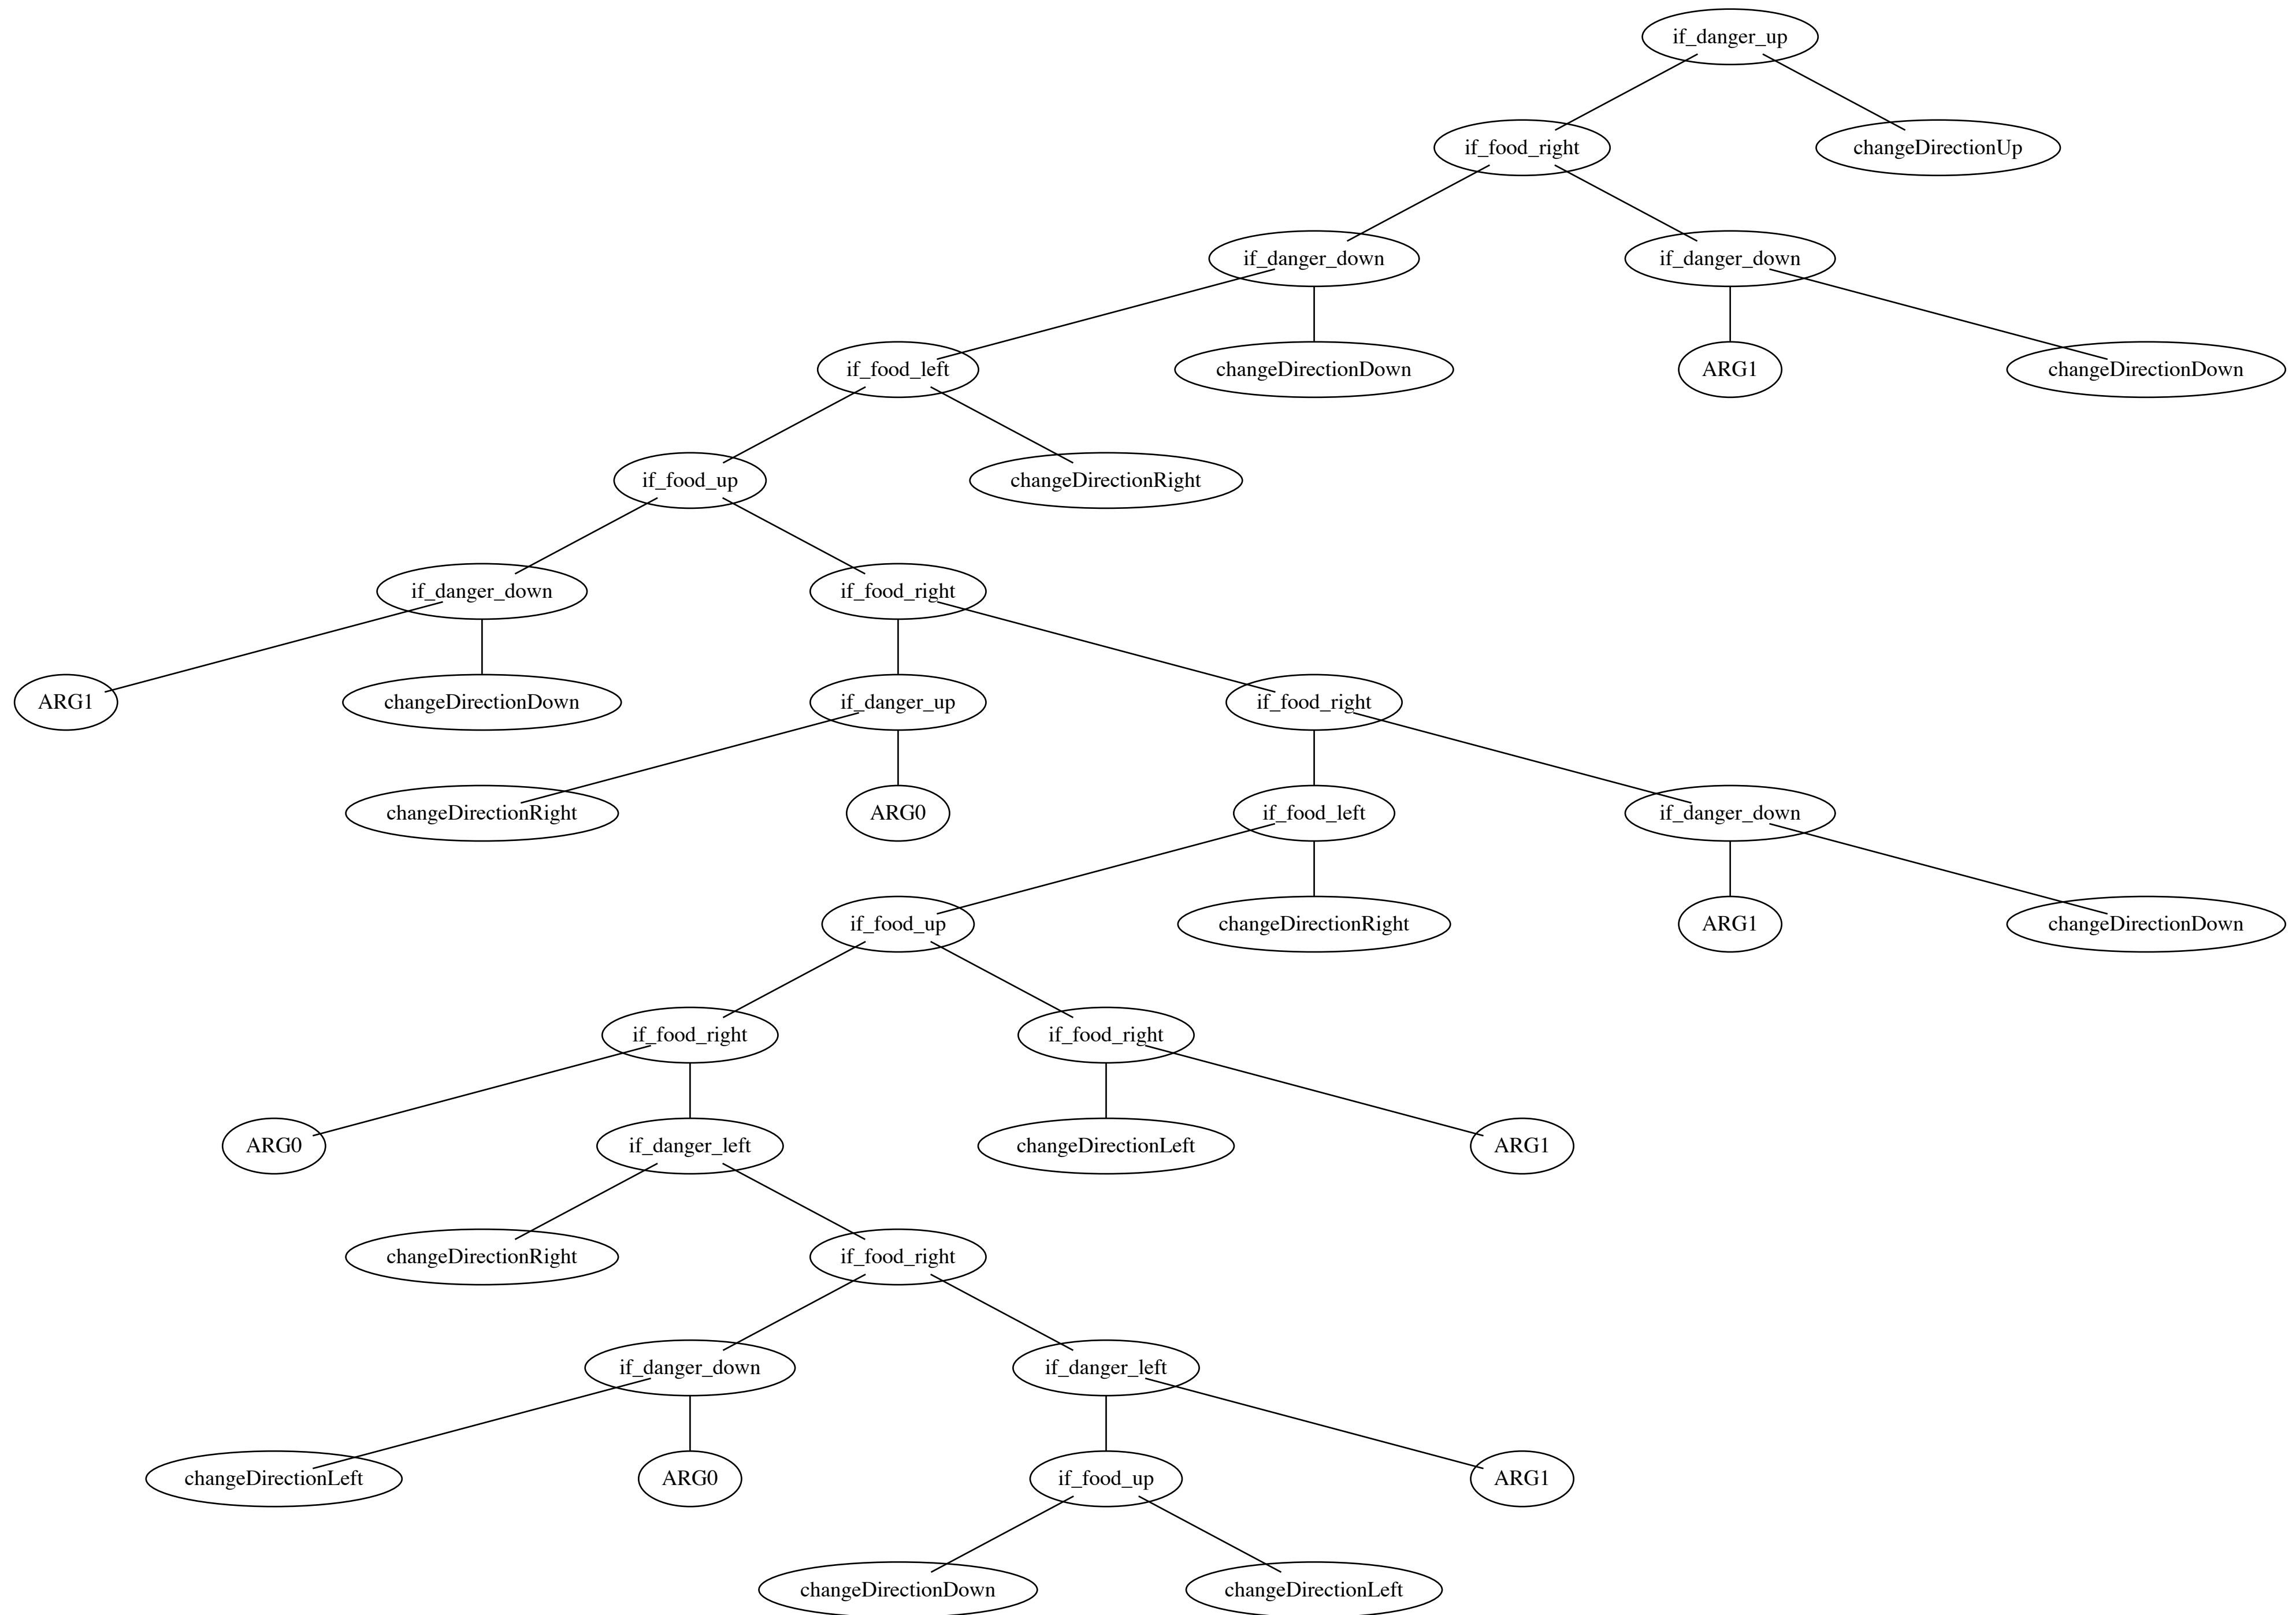 if_danger_up
if_food_right
changeDirectionUp
if_danger_down
if_danger_down
if_food_left
changeDirectionDown
ARG1
changeDirectionDown
if_food_up
changeDirectionRight
if_danger_down
if_food_right
ARG1
changeDirectionDown
if_danger_up
if_food_right
changeDirectionRight
ARG0
if_food_left
if_danger_down
if_food_up
changeDirectionRight
ARG1
changeDirectionDown
if_food_right
if_food_right
ARG0
if_danger_left
changeDirectionLeft
ARG1
changeDirectionRight
if_food_right
if_danger_down
if_danger_left
changeDirectionLeft
ARG0
if_food_up
ARG1
changeDirectionDown
changeDirectionLeft